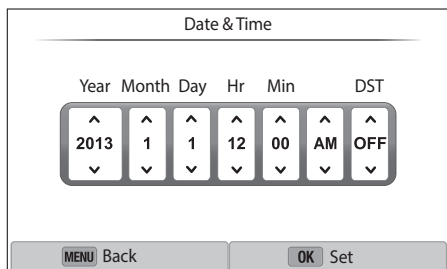 Date & Time
Year Month Day Hr Min DST
2013 1 1 12 00 AM OFF
MENU Back OK Set